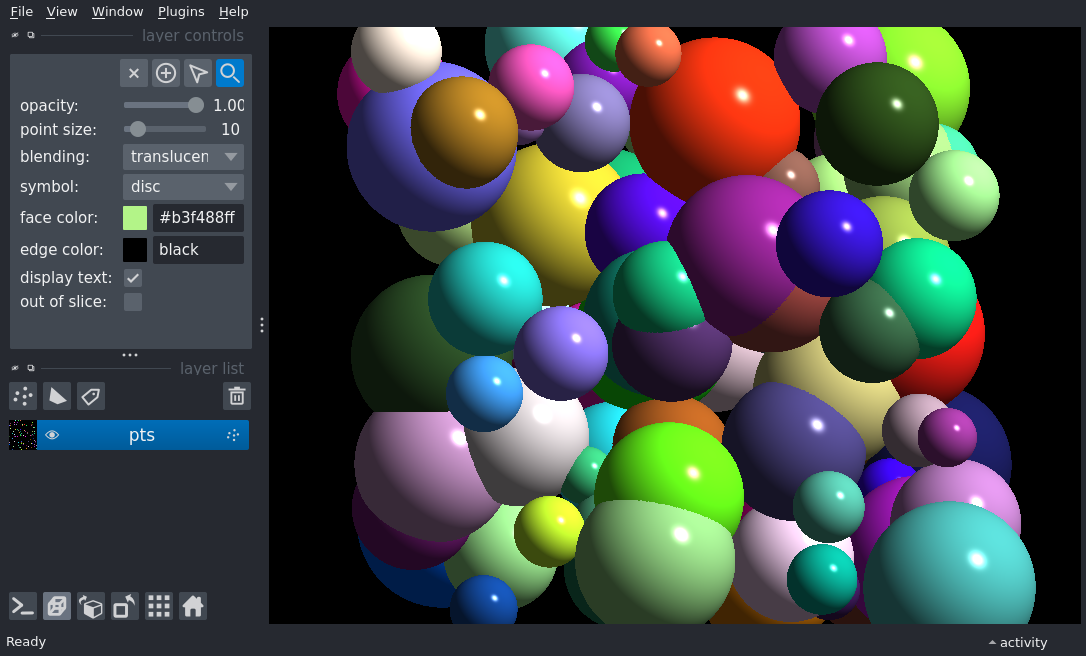 File View Window Plugins Help
layer controls
opacity: 1.00
point size: 10
blending: translucen
symbol: disc
face color: #b3f488ff
edge color: black
display text:
out of slice:
layer list
pts
Ready
activity